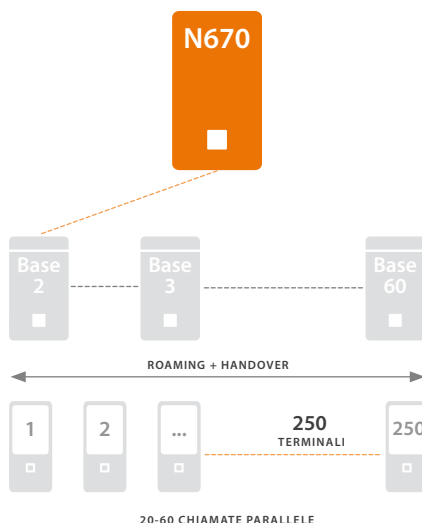 N670
Base
2
Base
3
Base
60
ROAMING + HANDOVER
1
2
...
250
TERMINALI
250
20-60 CHIAMATE PARALLELE